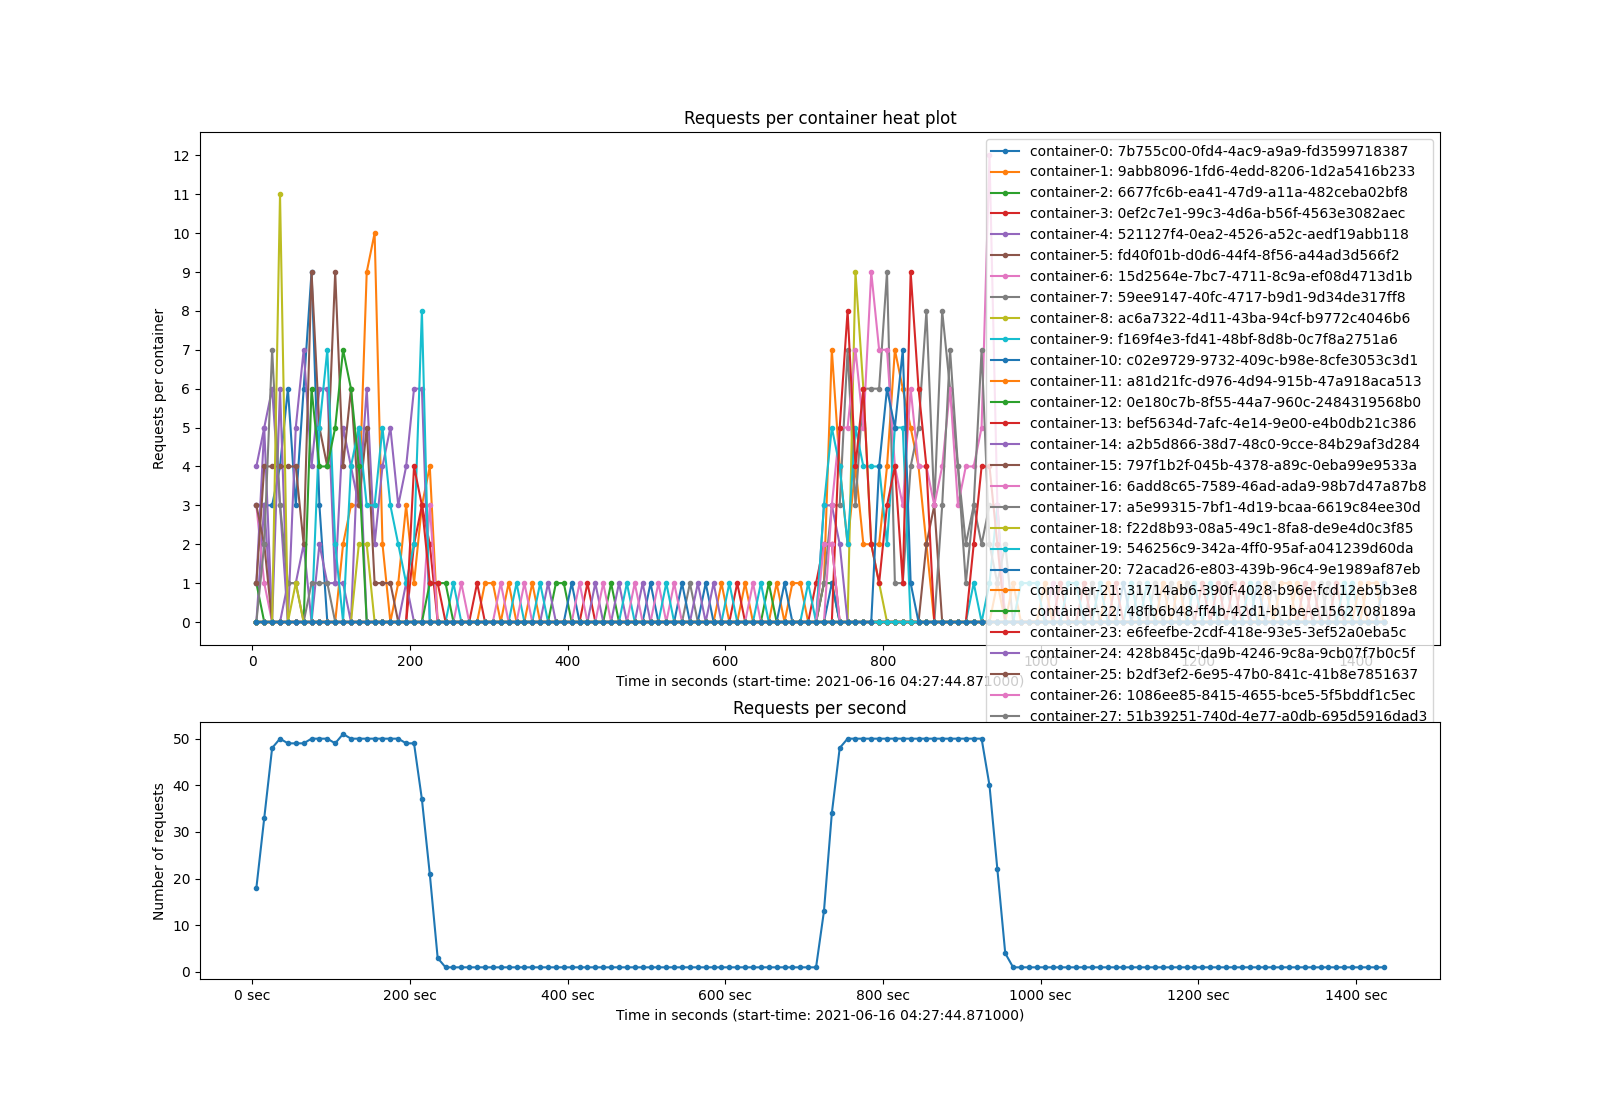 Requests per container heat plot
Requests per container
12
11
10
9
8
7
6
5
4
3
2
1
0
container-0: 7b755c00-0fd4-4ac9-a9a9-fd3599718387
container-1: 9abb8096-1fd6-4edd-8206-1d2a5416b233
container-2: 6677fc6b-ea41-47d9-a11a-482ceba02bf8
container-3: 0ef2c7e1-99c3-4d6a-b56f-4563e3082aec
container-4: 521127f4-0ea2-4526-a52c-aedf19abb118
container-5: fd40f01b-d0d6-44f4-8f56-a44ad3d566f2
container-6: 15d2564e-7bc7-4711-8c9a-ef08d4713d1b
container-7: 59ee9147-40fc-4717-b9d1-9d34de317ff8
container-8: ac6a7322-4d11-43ba-94cf-b9772c4046b6
container-9: f169f4e3-fd41-48bf-8d8b-0c7f8a2751a6
container-10: c02e9729-9732-409c-b98e-8cfe3053c3d1
container-11: a81d21fc-d976-4d94-915b-47a918aca513
container-12: 0e180c7b-8f55-44a7-960c-2484319568b0
container-13: bef5634d-7afc-4e14-9e00-e4b0db21c386
container-14: a2b5d866-38d7-48c0-9cce-84b29af3d284
container-15: 797f1b2f-045b-4378-a89c-0eba99e9533a
container-16: 6add8c65-7589-46ad-ada9-98b7d47a87b8
container-17: a5e99315-7bf1-4d19-bcaa-6619c84ee30d
container-18: f22d8b93-08a5-49c1-8fa8-de9e4d0c3f85
container-19: 546256c9-342a-4ff0-95af-a041239d60da
container-20: 72acad26-e803-439b-96c4-9e1989af87eb
container-21: 31714ab6-390f-4028-b96e-fcd12eb5b3e8
container-22: 48fb6b48-ff4b-42d1-b1be-e1562708189a
container-23: e6feefbe-2cdf-418e-93e5-3ef52a0eba5c
container-24: 428b845c-da9b-4246-9c8a-9cb07f7b0c5f
container-25: b2df3ef2-6e95-47b0-841c-41b8e7851637
container-26: 1086ee85-8415-4655-bce5-5f5bddf1c5ec
container-27: 51b39251-740d-4e77-a0db-695d5916dad3
0 200 400 600 800 1000 1200 1400
Time in seconds (start-time: 2021-06-16 04:27:44.871000)
Requests per second
Number of requests
50
40
30
20
10
0
0 sec 200 sec 400 sec 600 sec 800 sec 1000 sec 1200 sec 1400 sec
Time in seconds (start-time: 2021-06-16 04:27:44.871000)